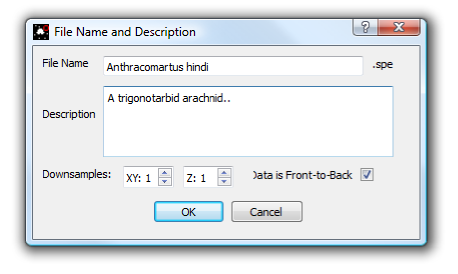 File Name and Description
File Name Anthracomartus hindi .spe
Description A trigonotarbid arachnid..
Downsamples: XY: 1 Z: 1 Data is Front-to-Back
OK Cancel